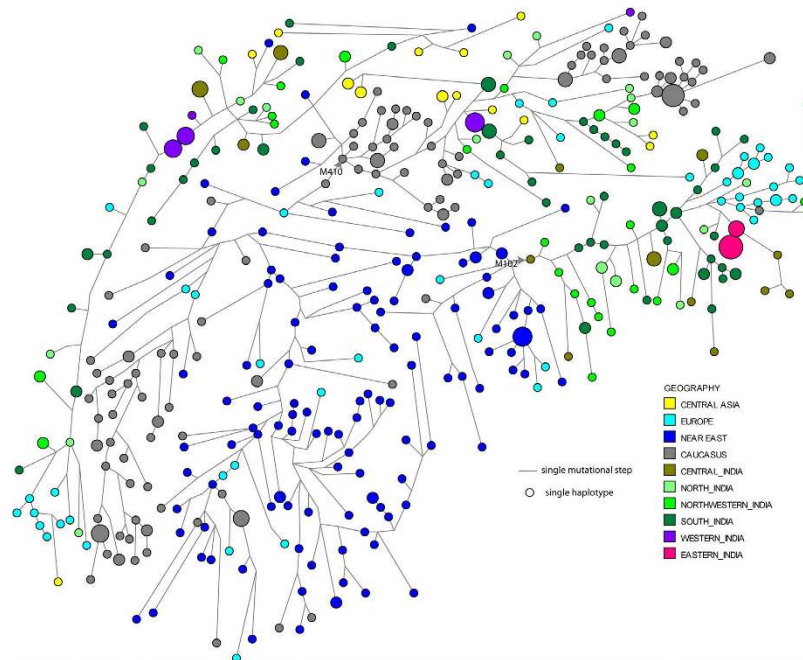 M410
M102
GEOGRAPHY
CENTRAL ASIA
EUROPE
NEAR EAST
CAUCASUS
CENTRAL_INDIA
NORTH_INDIA
NORTHWESTERN_INDIA
SOUTH_INDIA
WESTERN_INDIA
EASTERN_INDIA
single mutational step
single haplotype